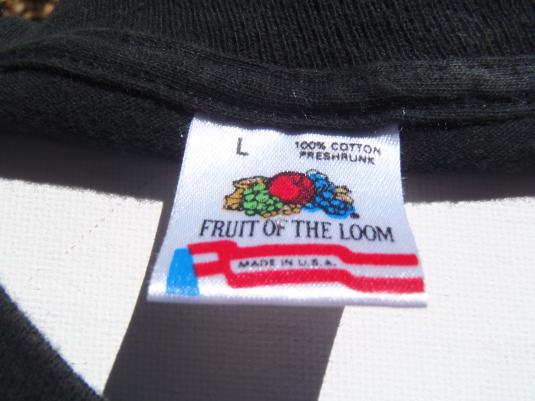 L
100% COTTON
PRESHRUNK
FRUIT OF THE LOOM
MADE IN U.S.A.